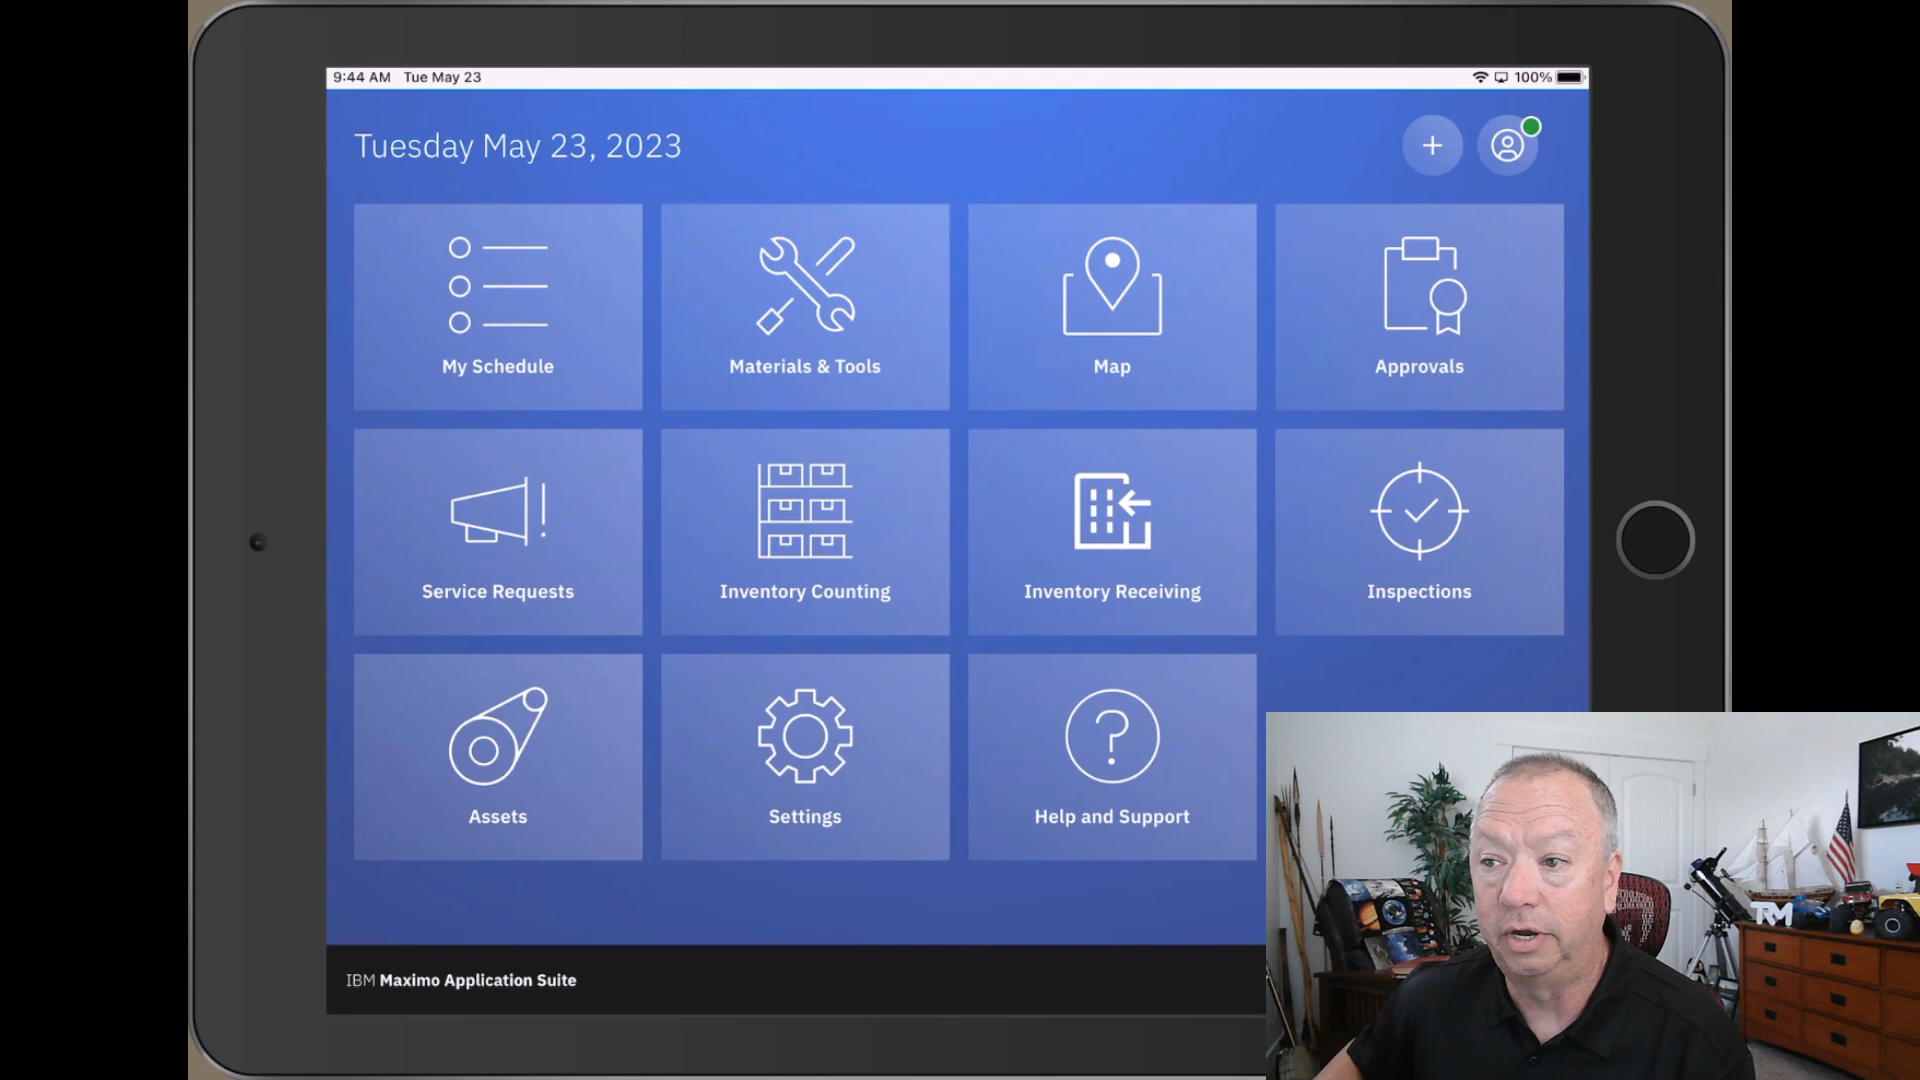 9:44 AM Tue May 23
100%
Tuesday May 23, 2023
My Schedule
Materials & Tools
Map
Approvals
Service Requests
Inventory Counting
Inventory Receiving
Inspections
Assets
Settings
Help and Support
IBM Maximo Application Suite
TRM